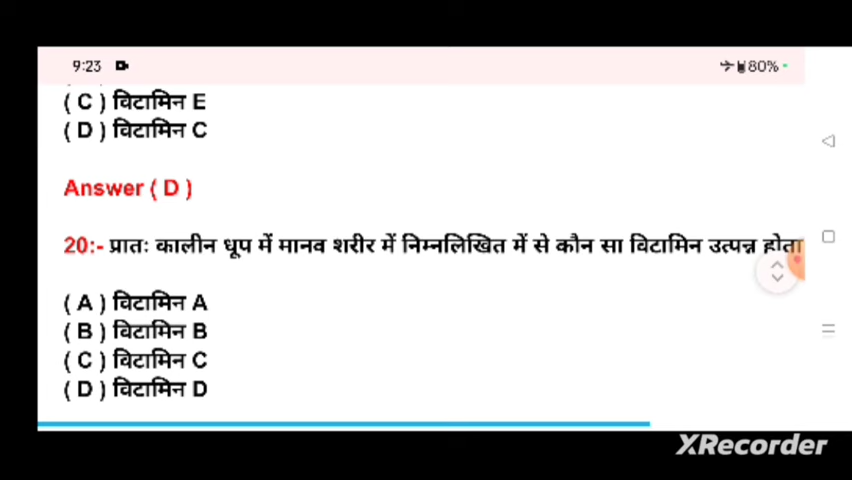 9:23
80%
( C ) विटामिन E
( D ) विटामिन C
Answer ( D )
20:- प्रातः कालीन धूप में मानव शरीर में निम्नलिखित में से कौन सा विटामिन उत्पन्न होता
( A ) विटामिन A
( B ) विटामिन B
( C ) विटामिन C
( D ) विटामिन D
XRecorder